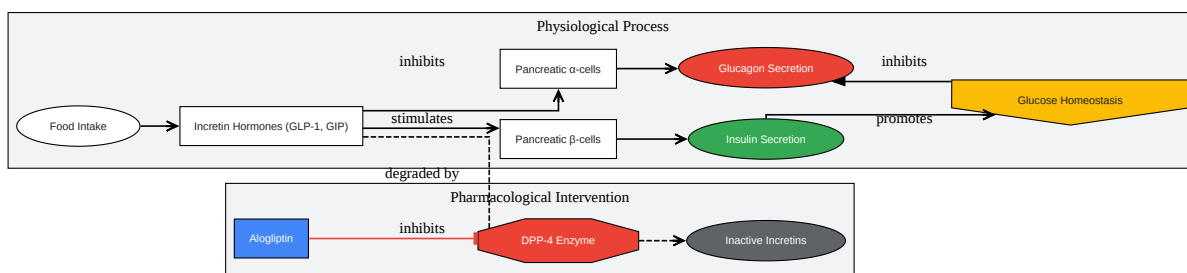 Physiological Process
inhibits
Pancreatic α-cells
Glucagon Secretion
inhibits
Glucose Homeostasis
Food Intake
Incretin Hormones (GLP-1, GIP)
stimulates
Pancreatic β-cells
Insulin Secretion
promotes
degraded by
Pharmacological Intervention
Alogliptin
inhibits
DPP-4 Enzyme
Inactive Incretins